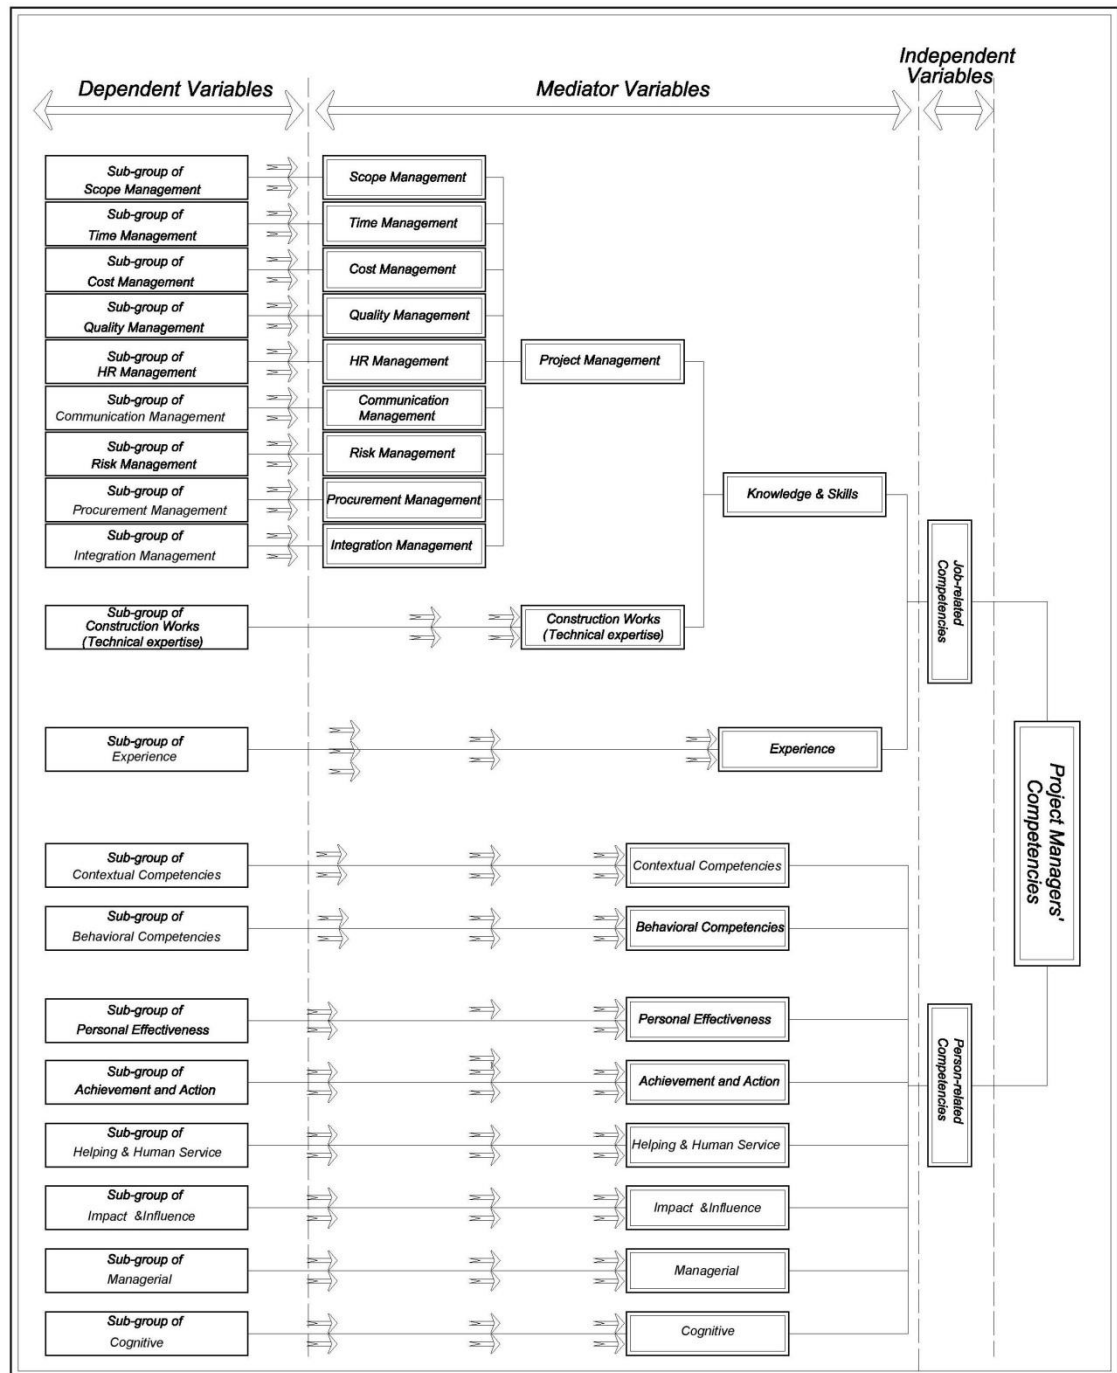 Independent
Variables
Dependent Variables
Mediator Variables
Sub-group of
Scope Management
Scope Management
Sub-group of
Time Management
Time Management
Sub-group of
Cost Management
Cost Management
Sub-group of
Quality Management
Quality Management
Sub-group of
HR Management
HR Management
Project Management
Sub-group of
Communication Management
Communication
Management
Sub-group of
Risk Management
Risk Management
Sub-group of
Procurement Management
Procurement Management
Knowledge & Skills
Sub-group of
Integration Management
Integration Management
Job-related
Competencies
Sub-group of
Construction Works
(Technical expertise)
Construction Works
(Technical expertise)
Sub-group of
Experience
Experience
Project Managers'
Competencies
Sub-group of
Contextual Competencies
Contextual Competencies
Sub-group of
Behavioral Competencies
Behavioral Competencies
Sub-group of
Personal Effectiveness
Personal Effectiveness
Person-related
Competencies
Sub-group of
Achievement and Action
Achievement and Action
Sub-group of
Helping & Human Service
Helping & Human Service
Sub-group of
Impact &Influence
Impact &Influence
Sub-group of
Managerial
Managerial
Sub-group of
Cognitive
Cognitive